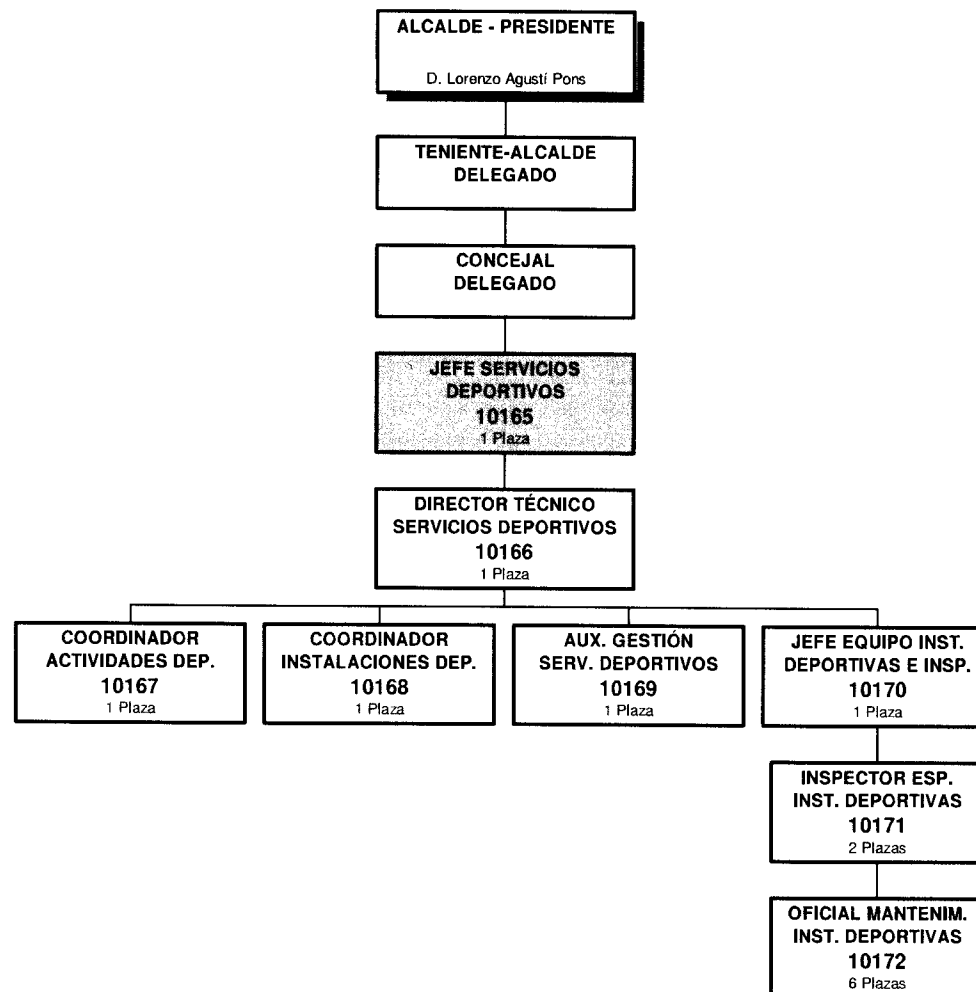 ALCALDE - PRESIDENTE
D. Lorenzo Agustí Pons
TENIENTE-ALCALDE
DELEGADO
CONCEJAL
DELEGADO
JEFE SERVICIOS
DEPORTIVOS
10165
1 Plaza
DIRECTOR TÉCNICO
SERVICIOS DEPORTIVOS
10166
1 Plaza
COORDINADOR
ACTIVIDADES DEP.
10167
1 Plaza
COORDINADOR
INSTALACIONES DEP.
10168
1 Plaza
AUX. GESTIÓN
SERV. DEPORTIVOS
10169
1 Plaza
JEFE EQUIPO INST.
DEPORTIVAS E INSP.
10170
1 Plaza
INSPECTOR ESP.
INST. DEPORTIVAS
10171
2 Plazas
OFICIAL MANTENIM.
INST. DEPORTIVAS
10172
6 Plazas